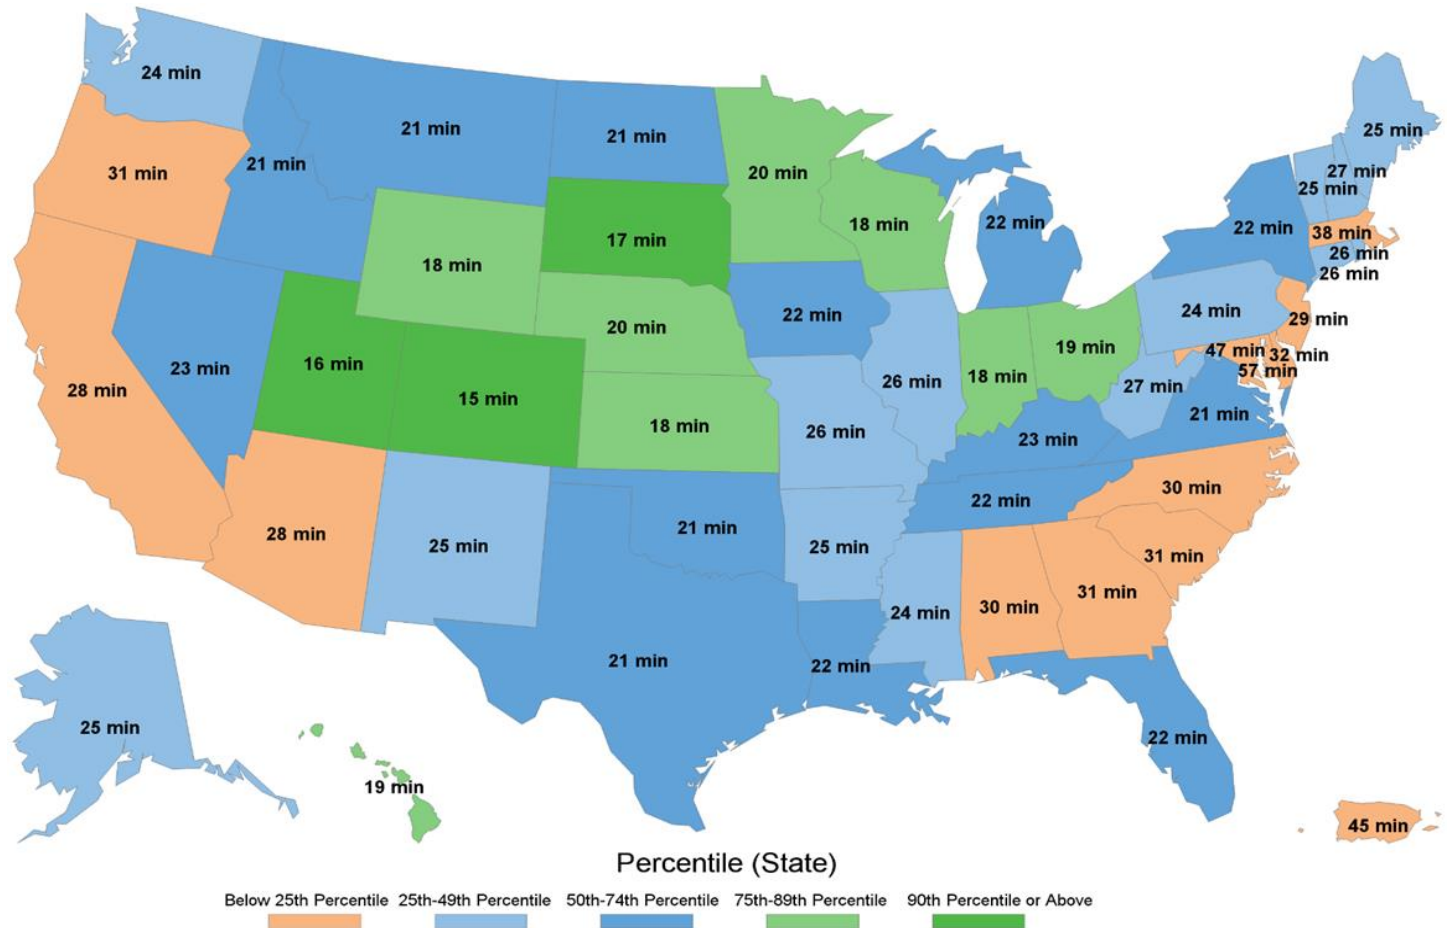 24 min
21 min
21 min
20 min
25 min
31 min
21 min
27 min
25 min
18 min
22 min
22 min
38 min
17 min
26 min
18 min
26 min
22 min
24 min
29 min
20 min
19 min
47 min
32 min
23 min
16 min
57 min
18 min
26 min
27 min
28 min
15 min
21 min
18 min
26 min
23 min
30 min
22 min
21 min
28 min
25 min
25 min
31 min
31 min
24 min
30 min
21 min
22 min
25 min
22 min
19 min
45 min
Percentile (State)
Below 25th Percentile
25th-49th Percentile
50th-74th Percentile
75th-89th Percentile
90th Percentile or Above